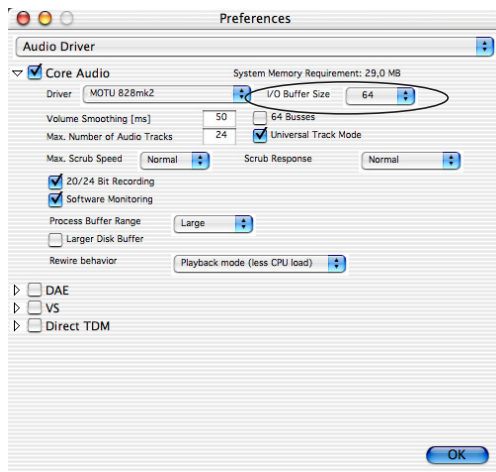 Preferences
Audio Driver
Core Audio System Memory Requirement: 29,0 MB
Driver MOTU 828mk2 I/O Buffer Size 64
Volume Smoothing [ms] 50 64 Busses
Max. Number of Audio Tracks 24 Universal Track Mode
Max. Scrub Speed Normal Scrub Response Normal
20/24 Bit Recording
Software Monitoring
Process Buffer Range Large
Larger Disk Buffer
Rewire behavior Playback mode (less CPU load)
DAE
VS
Direct TDM
OK